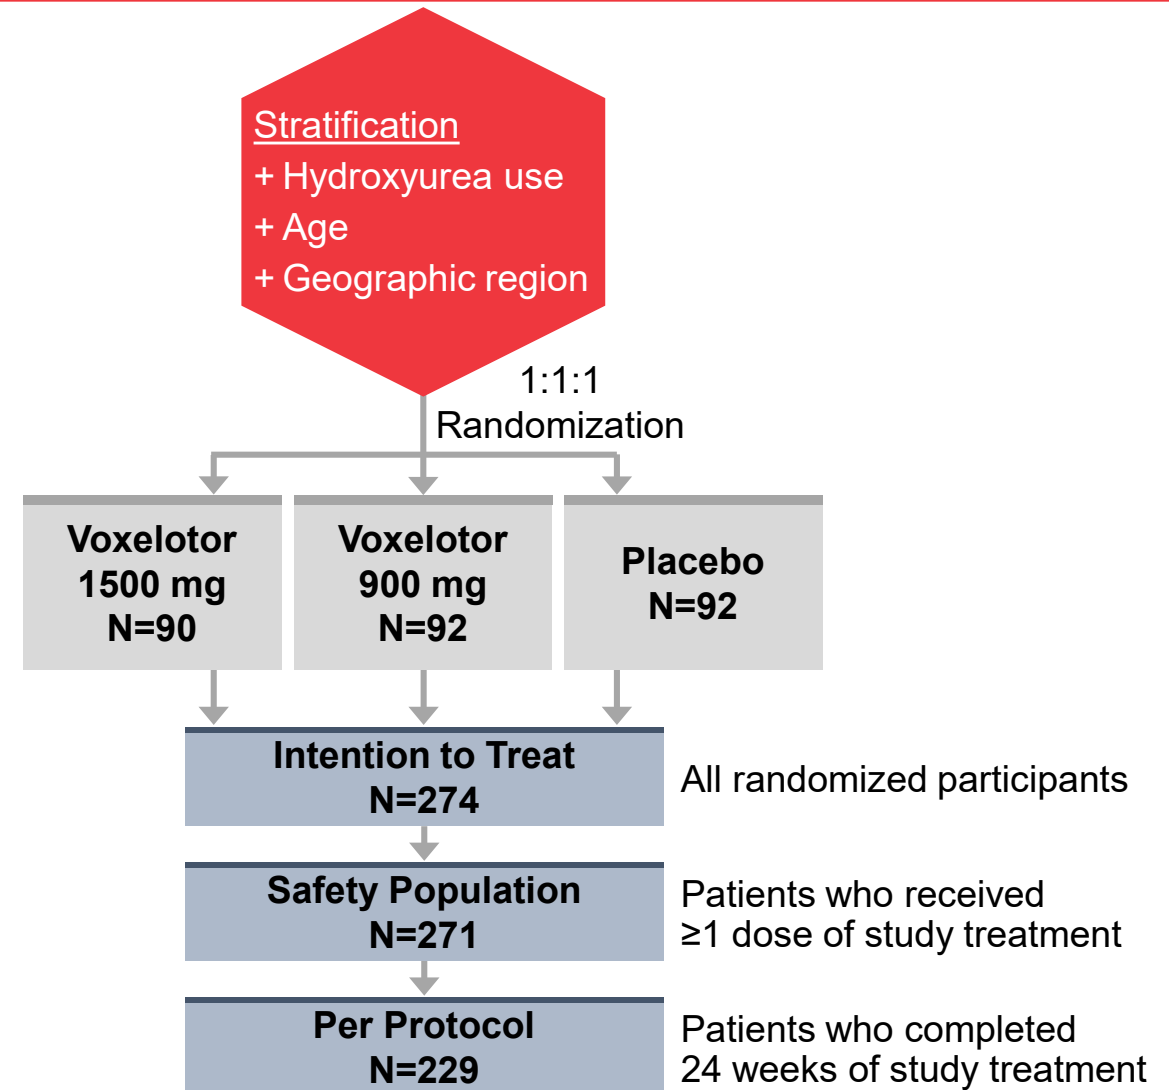 Stratification
+ Hydroxyurea use
+ Age
+ Geographic region
1:1:1
Randomization
Voxelotor
1500 mg
N=90
Voxelotor
900 mg
N=92
Placebo
N=92
Intention to Treat
N=274
All randomized participants
Safety Population
N=271
Patients who received
≥1 dose of study treatment
Per Protocol
N=229
Patients who completed
24 weeks of study treatment